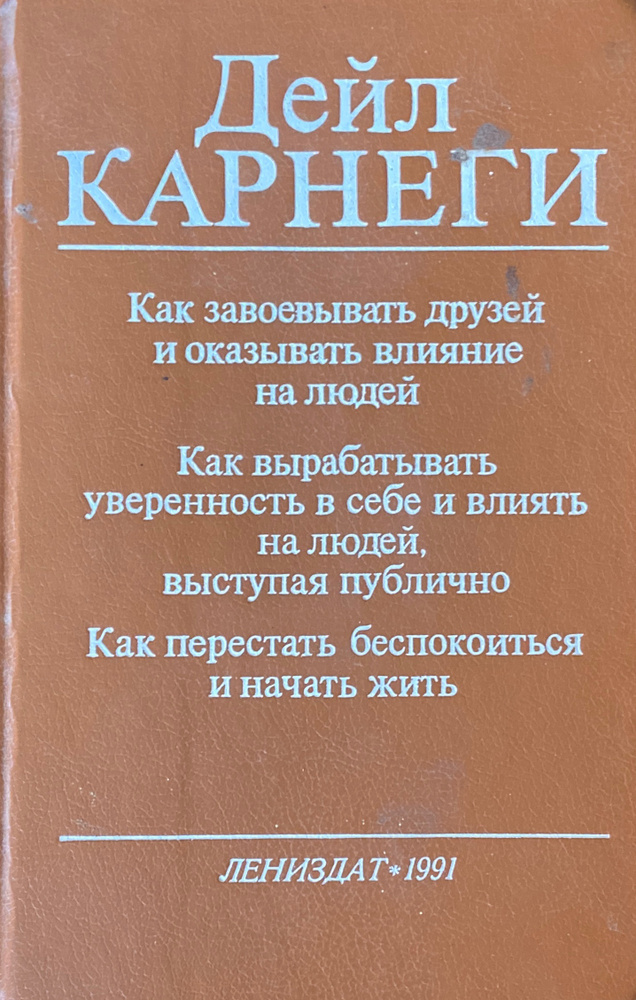 Дейл
КАРНЕГИ
Как завоевывать друзей
и оказывать влияние
на людей
Как вырабатывать
уверенность в себе и влиять
на людей,
выступая публично
Как перестать беспокоиться
и начать жить
ЛЕНИЗДАТ*1991